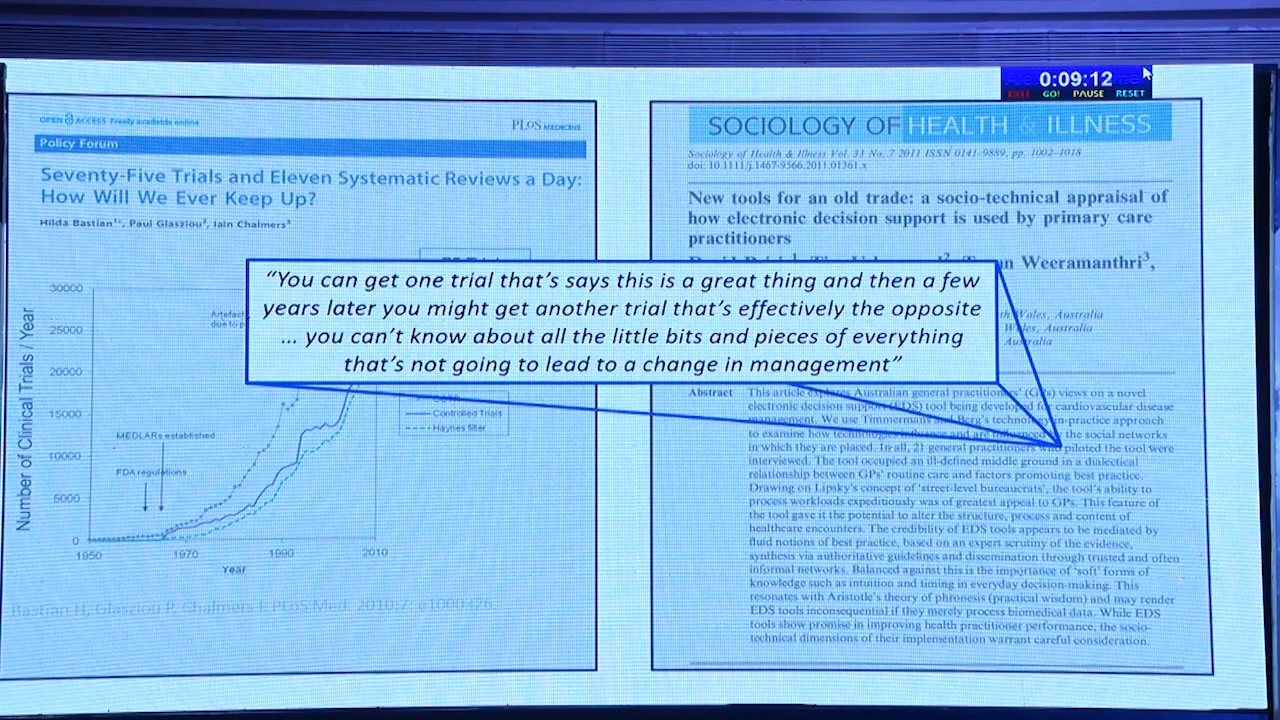 0:09:12
EXIT GO! PAUSE RESET
OPEN ACCESS Freely available online
PLOS MEDICINE
Policy Forum
Seventy-Five Trials and Eleven Systematic Reviews a Day:
How Will We Ever Keep Up?
Hilda Bastian¹*, Paul Glasziou², Iain Chalmers³
30000
25000
20000
15000
10000
5000
0
Number of Clinical Trials / Year
Artefact
due to
MEDLARs established
FDA regulations
Controlled Trials
Haynes filter
1950 1970 1990 2010
Year
Bastian H, Glasziou P, Chalmers I. PLoS Med. 2010;7: e1000326.
SOCIOLOGY OF HEALTH & ILLNESS
Sociology of Health & Illness Vol. 33 No. 7 2011 ISSN 0141–9889, pp. 1002–1018
doi: 10.1111/j.1467-9566.2011.01361.x
New tools for an old trade: a socio-technical appraisal of
how electronic decision support is used by primary care
practitioners
Weeramanthri³,
Wales, Australia
Wales, Australia
Australia
“You can get one trial that’s says this is a great thing and then a few
years later you might get another trial that’s effectively the opposite
... you can’t know about all the little bits and pieces of everything
that’s not going to lead to a change in management”
Abstract This article explores Australian general practitioners’ (GPs) views on a novel
electronic decision support (EDS) tool being developed for cardiovascular disease
management. We use Timmermans and Berg’s technology-in-practice approach
to examine how technologies influence and are influenced by the social networks
in which they are placed. In all, 21 general practitioners who piloted the tool were
interviewed. The tool occupied an ill-defined middle ground in a dialectical
relationship between GPs’ routine care and factors promoting best practice.
Drawing on Lipsky’s concept of ‘street-level bureaucrats’, the tool’s ability to
process workloads expeditiously was of greatest appeal to GPs. This feature of
the tool gave it the potential to alter the structure, process and content of
healthcare encounters. The credibility of EDS tools appears to be mediated by
fluid notions of best practice, based on an expert scrutiny of the evidence,
synthesis via authoritative guidelines and dissemination through trusted and often
informal networks. Balanced against this is the importance of ‘soft’ forms of
knowledge such as intuition and timing in everyday decision-making. This
resonates with Aristotle’s theory of phronesis (practical wisdom) and may render
EDS tools inconsequential if they merely process biomedical data. While EDS
tools show promise in improving health practitioner performance, the socio-
technical dimensions of their implementation warrant careful consideration.